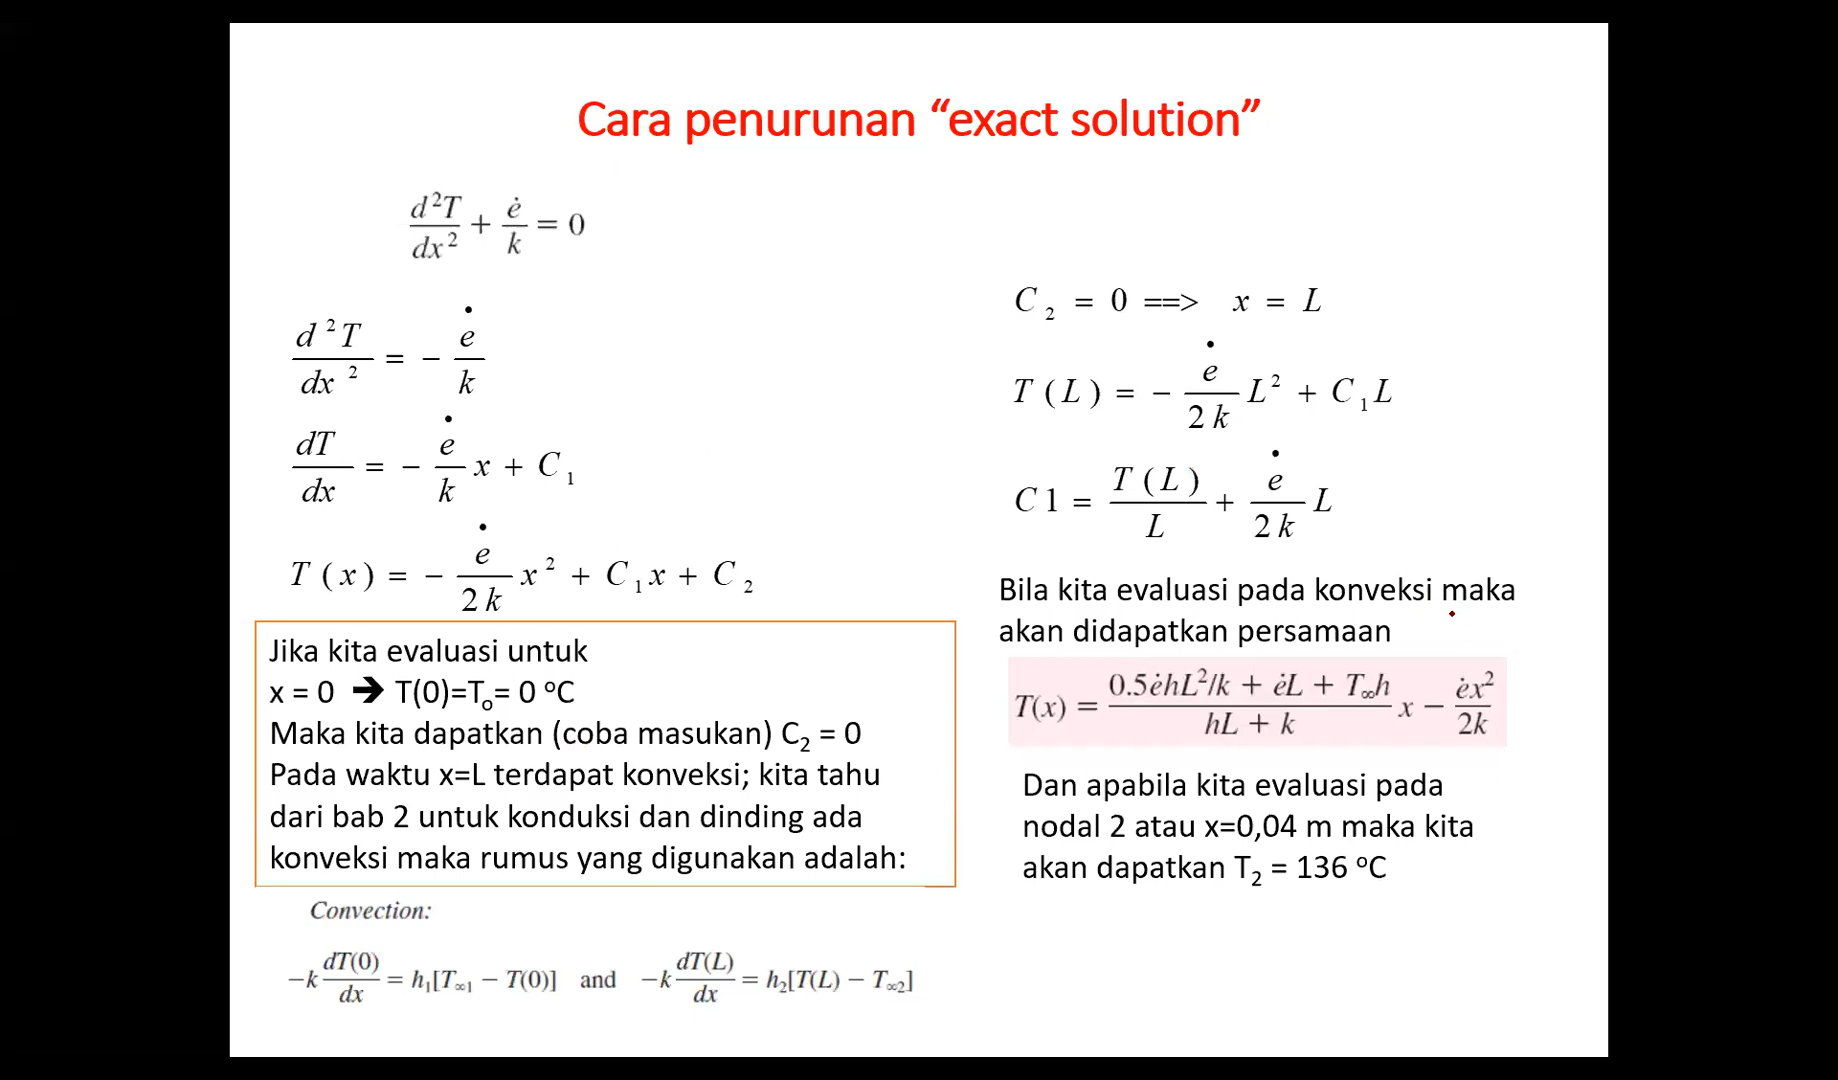 Cara penurunan “exact solution”
d²T/dx² + ė/k = 0
d²T/dx² = − ė/k
dT/dx = − ė/k x + C₁
T(x) = − ė/2k x² + C₁x + C₂
Jika kita evaluasi untuk
x = 0 ➔ T(0)=Tₒ= 0 ºC
Maka kita dapatkan (coba masukan) C₂ = 0
Pada waktu x=L terdapat konveksi; kita tahu
dari bab 2 untuk konduksi dan dinding ada
konveksi maka rumus yang digunakan adalah:
Convection:
−k dT(0)/dx = h₁[T∞1 − T(0)] and −k dT(L)/dx = h₂[T(L) − T∞2]
C₂ = 0 ==> x = L
T(L) = − ė/2k L² + C₁L
C1 = T(L)/L + ė/2k L
Bila kita evaluasi pada konveksi maka
akan didapatkan persamaan
T(x) = (0.5ėhL²/k + ėL + T∞h)/(hL + k) x − ėx²/2k
Dan apabila kita evaluasi pada
nodal 2 atau x=0,04 m maka kita
akan dapatkan T₂ = 136 ºC